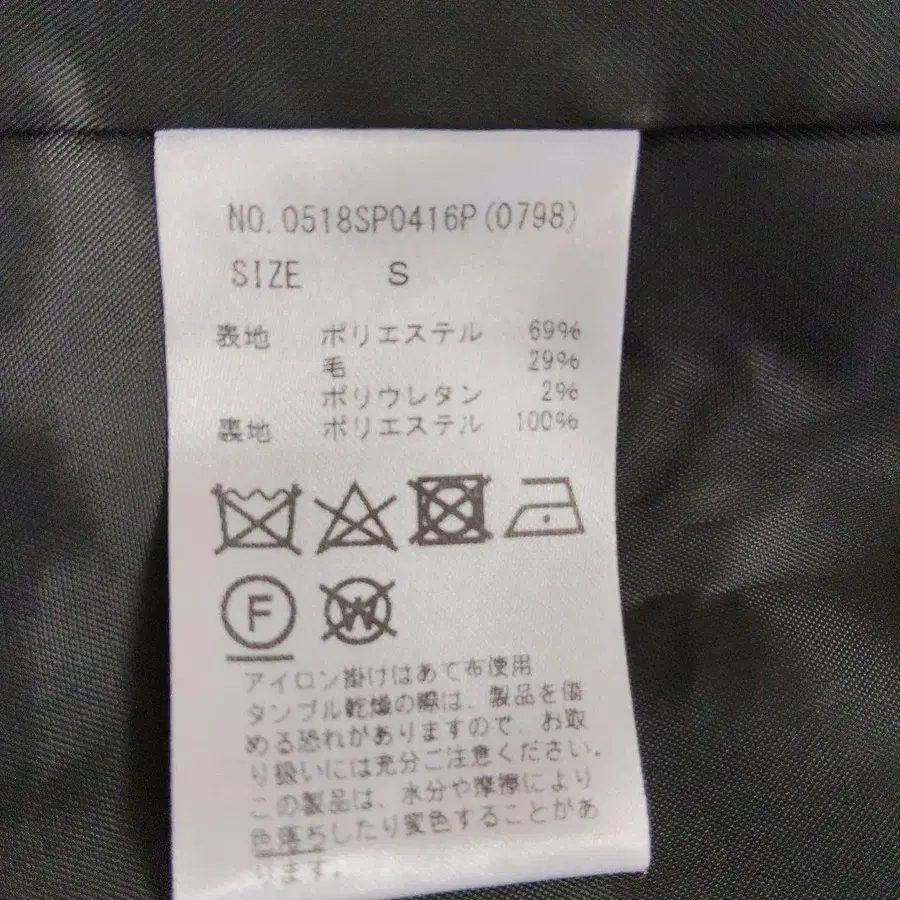 NO. 0518SP0416P(0798)
SIZE S
表地 ポリエステル 69%
毛 29%
ポリウレタン 2%
裏地 ポリエステル 100%
F
W
アイロン掛けはあて布使用
タンブル乾燥の際は、製品を傷
める恐れがありますので、お取
り扱いには充分ご注意ください。
この製品は、水分や摩擦により
色落ちしたり変色することがあ
ります。